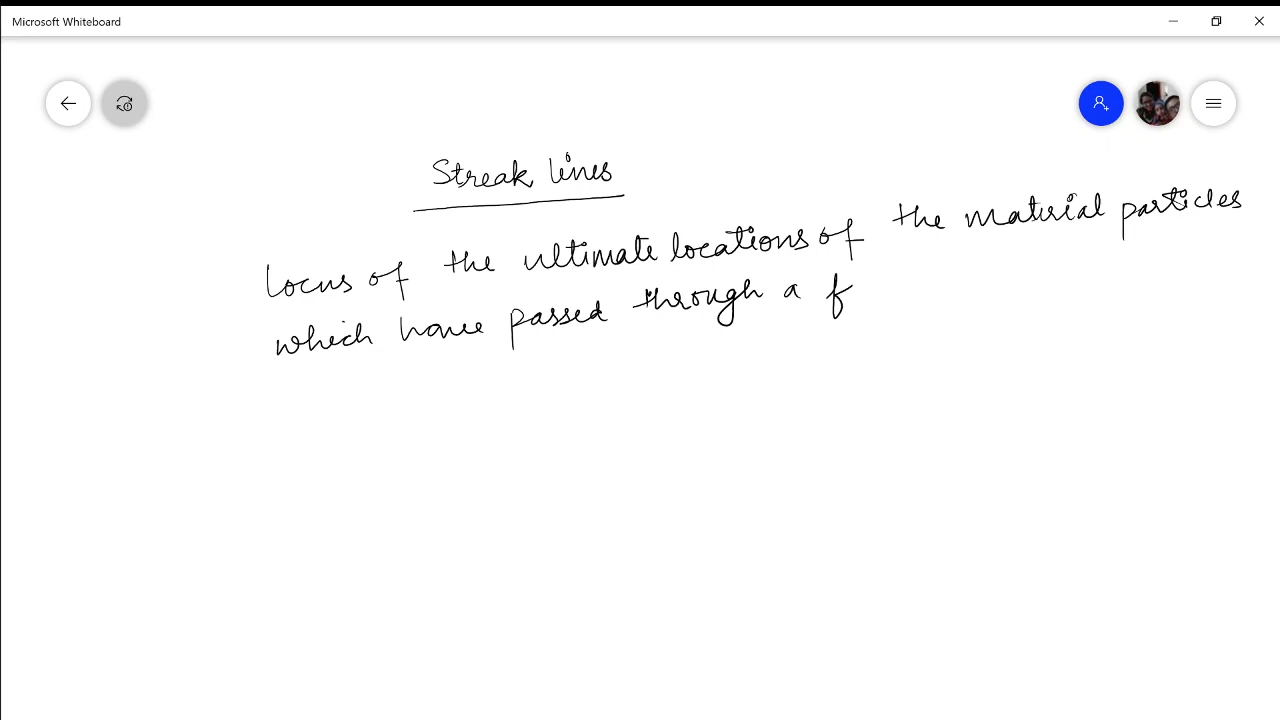 Microsoft Whiteboard
Streak lines
Locus of the ultimate locations of the material particles
which have passed through a f